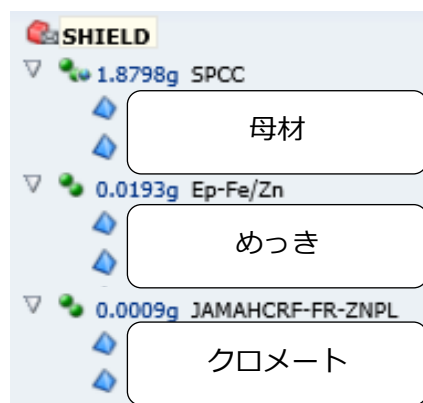 SHIELD
1.8798g SPCC
母材
0.0193g Ep-Fe/Zn
めっき
0.0009g JAMAHCRF-FR-ZNPL
クロメート